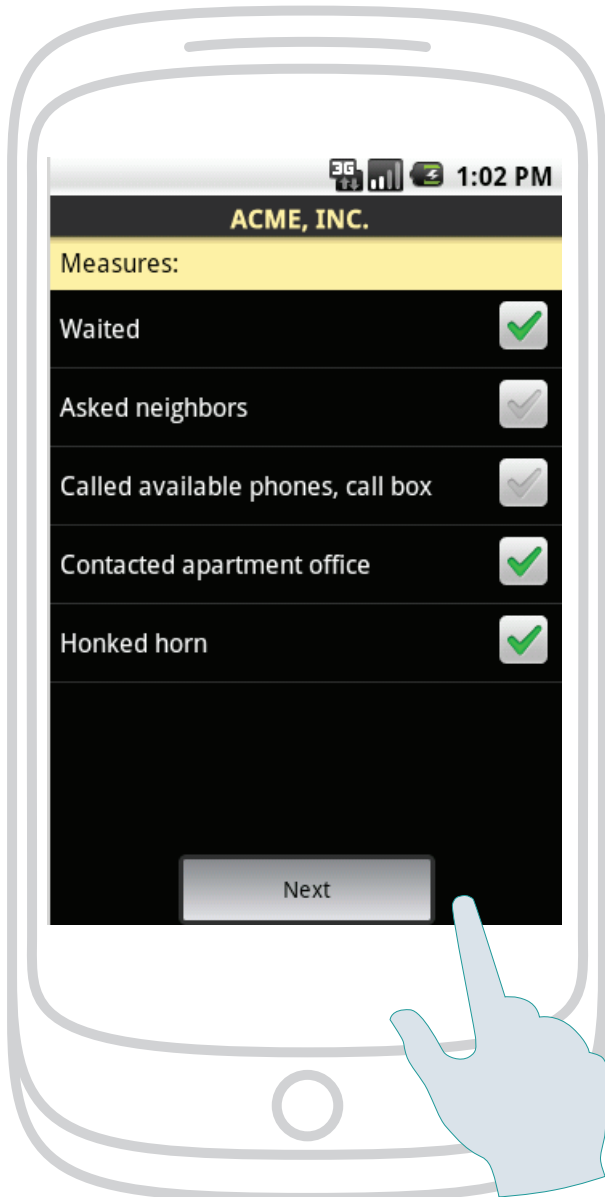 3G 1:02 PM
ACME, INC.
Measures:
Waited
Asked neighbors
Called available phones, call box
Contacted apartment office
Honked horn
Next